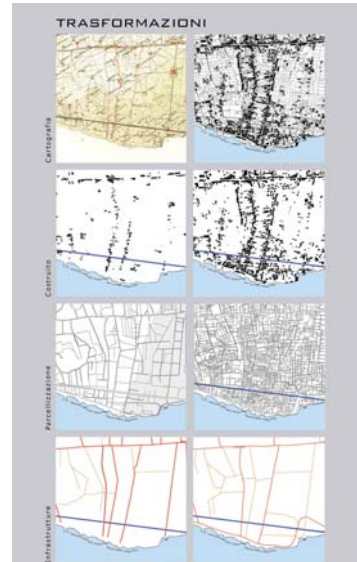 TRASFORMAZIONI
Cartografia
Costruito
Parcellizzazione
Infrastrutture